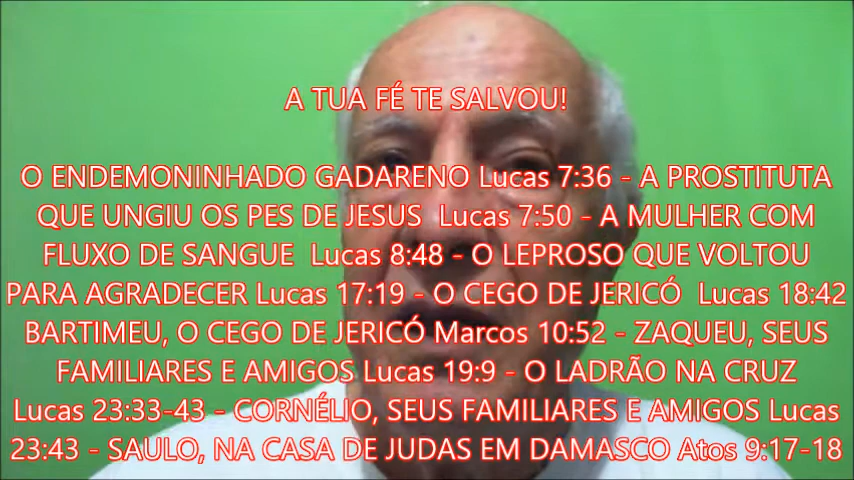 A TUA FÉ TE SALVOU!
O ENDEMONINHADO GADARENO Lucas 7:36 - A PROSTITUTA
QUE UNGIU OS PES DE JESUS Lucas 7:50 - A MULHER COM
FLUXO DE SANGUE Lucas 8:48 - O LEPROSO QUE VOLTOU
PARA AGRADECER Lucas 17:19 - O CEGO DE JERICÓ Lucas 18:42
BARTIMEU, O CEGO DE JERICÓ Marcos 10:52 - ZAQUEU, SEUS
FAMILIARES E AMIGOS Lucas 19:9 - O LADRÃO NA CRUZ
Lucas 23:33-43 - CORNÉLIO, SEUS FAMILIARES E AMIGOS Lucas
23:43 - SAULO, NA CASA DE JUDAS EM DAMASCO Atos 9:17-18